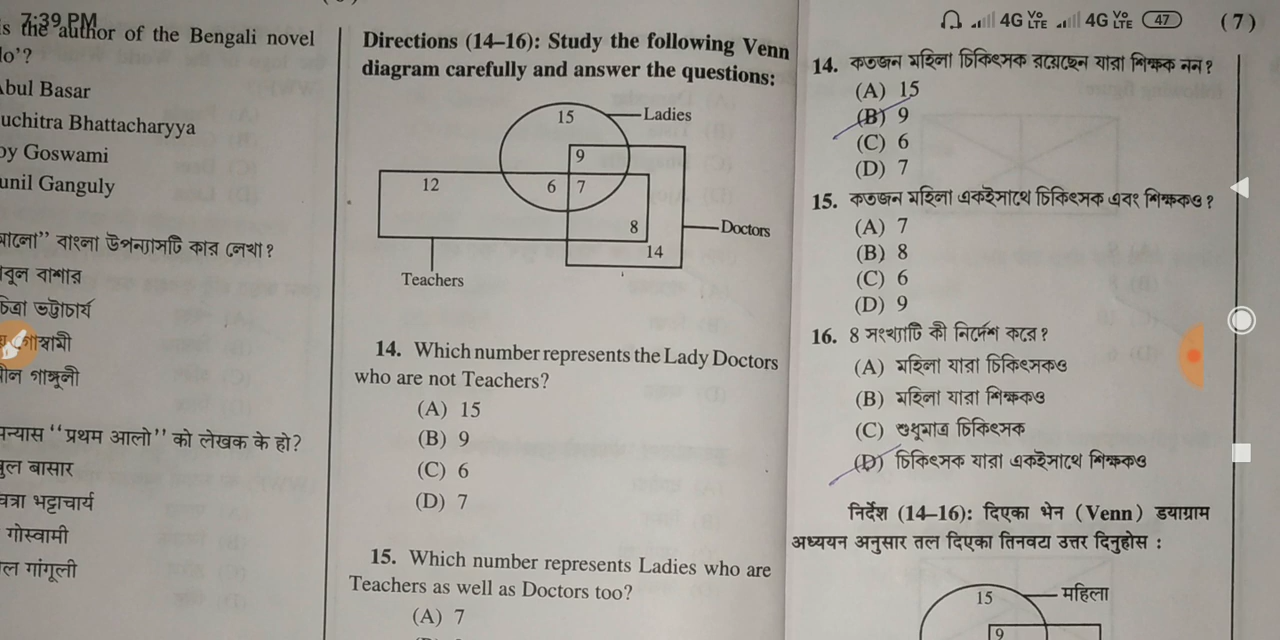 7:39 PM
4G Vo LTE 4G Vo LTE 47
(7)
the author of the Bengali novel
Basar
Bhattacharyya
Goswami
Ganguly
বাংলা উপন্যাসটি কার লেখা?
বাশার
ভট্টাচার্য
গোস্বামী
গাঙ্গুলী
“प्रथम आलो” को लेखक के हो?
बासार
भट्टाचार्य
गोस्वामी
गांगूली
Directions (14–16): Study the following Venn
diagram carefully and answer the questions:
15
Ladies
9
12
6
7
8
Doctors
14
Teachers
14. Which number represents the Lady Doctors
who are not Teachers?
(A) 15
(B) 9
(C) 6
(D) 7
15. Which number represents Ladies who are
Teachers as well as Doctors too?
(A) 7
14. কতজন মহিলা চিকিৎসক রয়েছেন যারা শিক্ষক নন?
(A) 15
(B) 9
(C) 6
(D) 7
15. কতজন মহিলা একইসাথে চিকিৎসক এবং শিক্ষকও?
(A) 7
(B) 8
(C) 6
(D) 9
16. 8 সংখ্যাটি কী নির্দেশ করে?
(A) মহিলা যারা চিকিৎসকও
(B) মহিলা যারা শিক্ষকও
(C) শুধুমাত্র চিকিৎসক
(D) চিকিৎসক যারা একইসাথে শিক্ষকও
निर्देश (14–16): दिएका भेन (Venn) डयाग्राम
अध्ययन अनुसार तल दिएका तिनवटा उत्तर दिनुहोस :
15
महिला
9